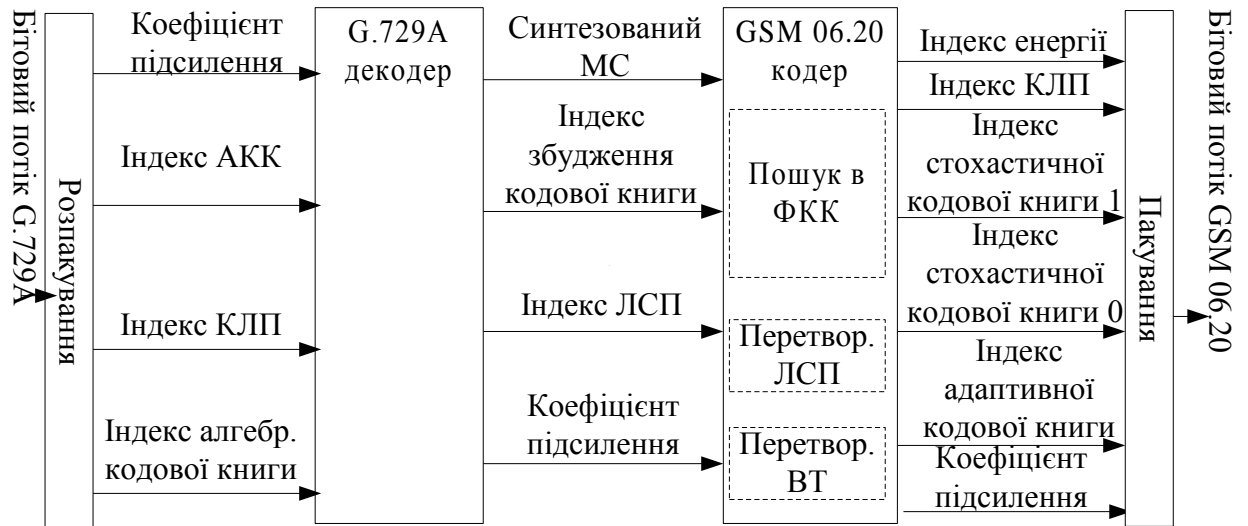 Бітовий потік G.729A
Розпакування
Коефіцієнт
підсилення
Індекс АКК
Індекс КЛП
Індекс алгебр.
кодової книги
G.729A
декодер
Синтезований
МС
Індекс
збудження
кодової книги
Індекс ЛСП
Коефіцієнт
підсилення
GSM 06.20
кодер
Пошук в
ФКК
Перетвор.
ЛСП
Перетвор.
ВТ
Індекс енергії
Індекс КЛП
Індекс
стохастичної
кодової книги 1
Індекс
стохастичної
кодової книги 0
Індекс
адаптивної
кодової книги
Коефіцієнт
підсилення
Пакування
Бітовий потік GSM 06.20